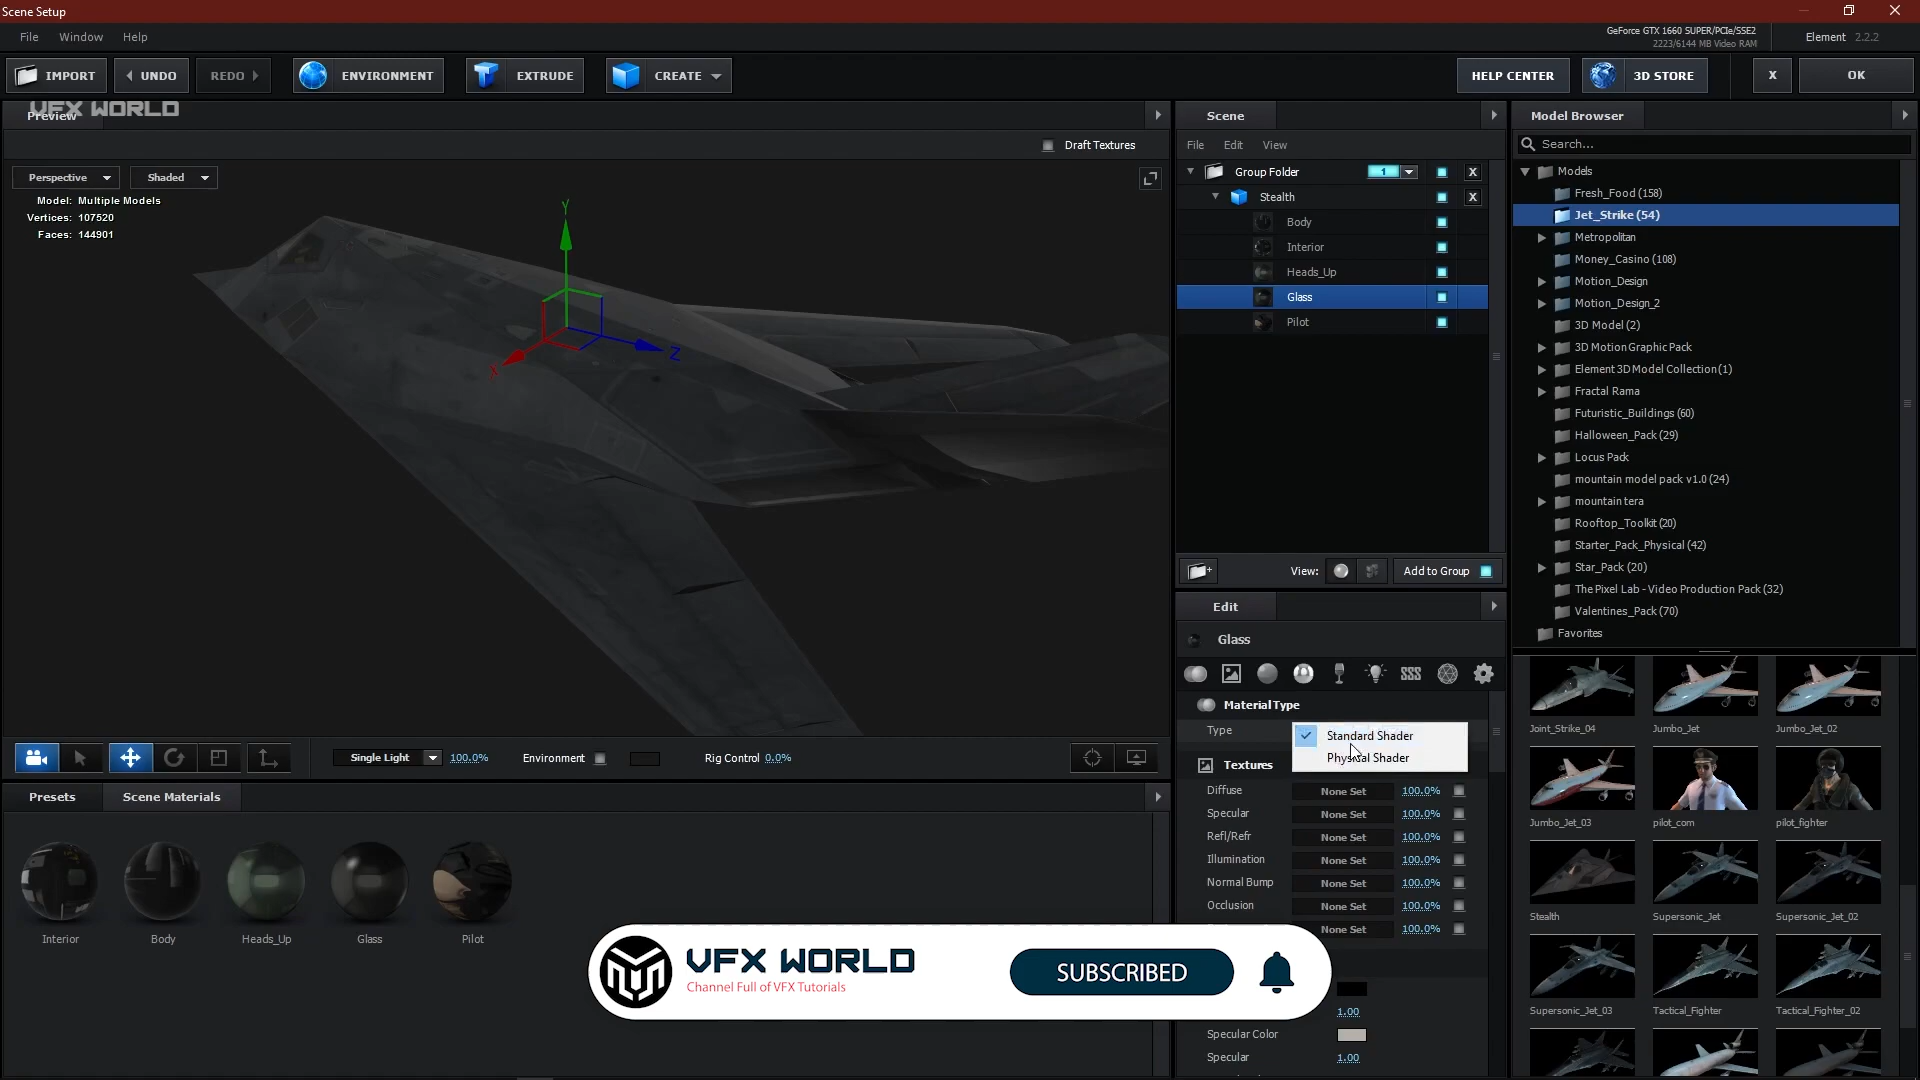 Scene Setup
File Window Help
GeForce GTX 1660 SUPER/PCIe/SSE2
2223/6144 MB Video RAM
Element 2.2.2
IMPORT UNDO REDO ENVIRONMENT EXTRUDE CREATE HELP CENTER 3D STORE X OK
VFX WORLD
Preview
Draft Textures
Perspective Shaded
Model: Multiple Models
Vertices: 107520
Faces: 144901
Y
Z
X
Single Light 100.0% Environment Rig Control 0.0%
Presets Scene Materials
Interior Body Heads_Up Glass Pilot
Scene
File Edit View
Group Folder 1 X
Stealth X
Body
Interior
Heads_Up
Glass
Pilot
View: Add to Group
Edit
Glass
Material Type
Type
Standard Shader
Physical Shader
Textures
Diffuse None Set 100.0%
Specular None Set 100.0%
Refl/Refr None Set 100.0%
Illumination None Set 100.0%
Normal Bump None Set 100.0%
Occlusion None Set 100.0%
None Set 100.0%
1.00
Specular Color
Specular 1.00
VFX WORLD
Channel Full of VFX Tutorials
SUBSCRIBED
Model Browser
Search...
Models
Fresh_Food (158)
Jet_Strike (54)
Metropolitan
Money_Casino (108)
Motion_Design
Motion_Design_2
3D Model (2)
3D Motion Graphic Pack
Element 3D Model Collection (1)
Fractal Rama
Futuristic_Buildings (60)
Halloween_Pack (29)
Locus Pack
mountain model pack v1.0 (24)
mountain tera
Rooftop_Toolkit (20)
Starter_Pack_Physical (42)
Star_Pack (20)
The Pixel Lab - Video Production Pack (32)
Valentines_Pack (70)
Favorites
Joint_Strike_04 Jumbo_Jet Jumbo_Jet_02
Jumbo_Jet_03 pilot_com pilot_fighter
Stealth Supersonic_Jet Supersonic_Jet_02
Supersonic_Jet_03 Tactical_Fighter Tactical_Fighter_02